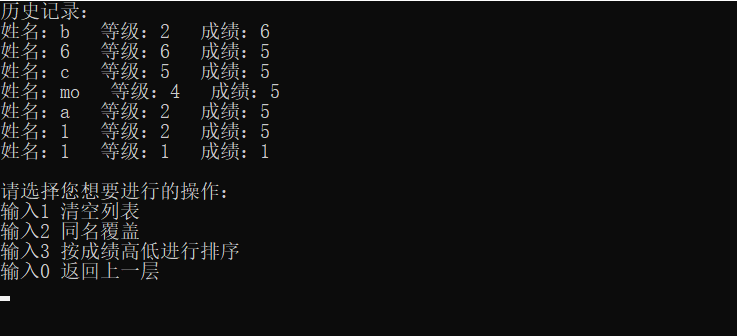 历史记录：
姓名：b   等级：2   成绩：6
姓名：6   等级：6   成绩：5
姓名：c   等级：5   成绩：5
姓名：mo   等级：4   成绩：5
姓名：a   等级：2   成绩：5
姓名：1   等级：2   成绩：5
姓名：1   等级：1   成绩：1
请选择您想要进行的操作：
输入1 清空列表
输入2 同名覆盖
输入3 按成绩高低进行排序
输入0 返回上一层